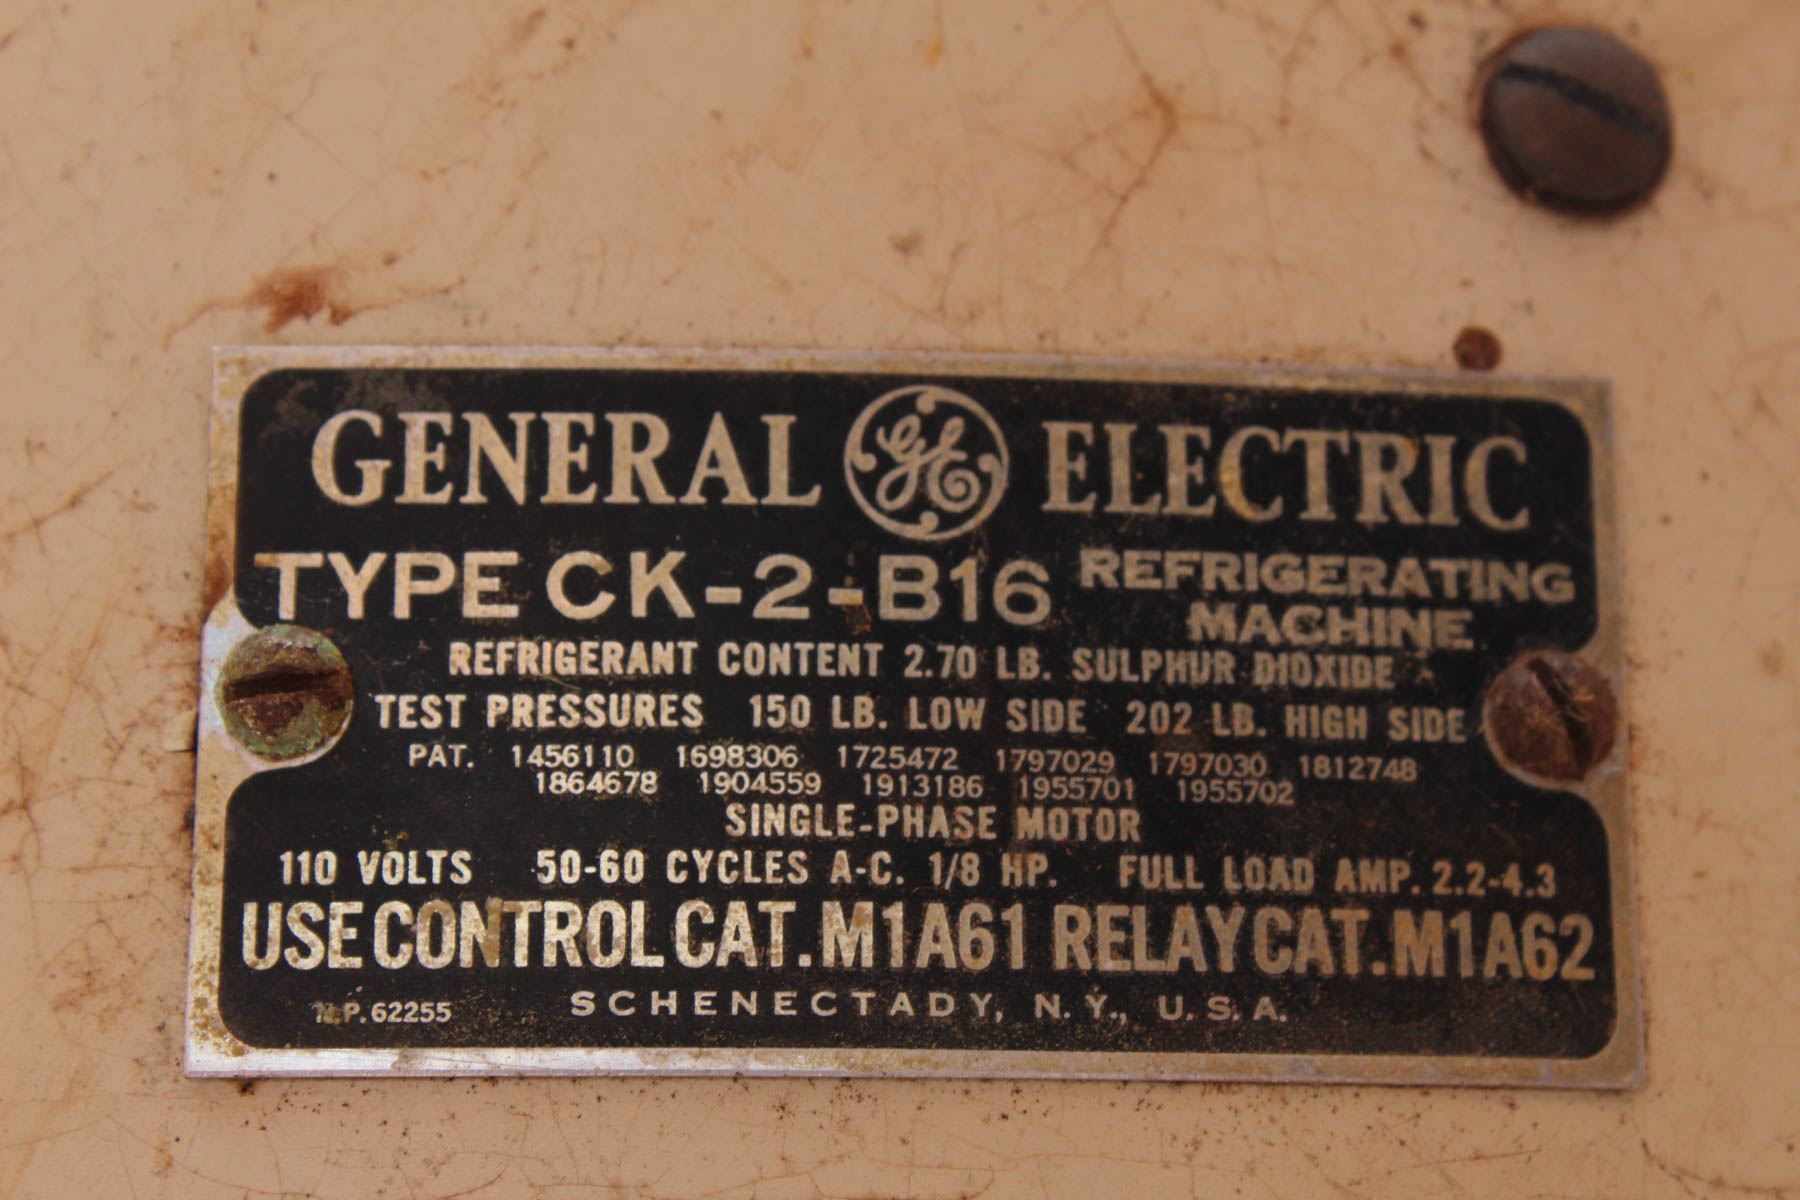 GENERAL GE ELECTRIC
TYPE CK-2-B16 REFRIGERATING MACHINE
REFRIGERANT CONTENT 2.70 LB. SULPHUR DIOXIDE
TEST PRESSURES 150 LB. LOW SIDE 202 LB. HIGH SIDE
PAT. 1456110 1698306 1725472 1797029 1797030 1812748
1864678 1904559 1913186 1955701 1955702
SINGLE-PHASE MOTOR
110 VOLTS 50-60 CYCLES A-C. 1/8 HP. FULL LOAD AMP. 2.2-4.3
USE CONTROL CAT. M1A61 RELAY CAT. M1A62
N.P. 62255 SCHENECTADY, N.Y., U.S.A.